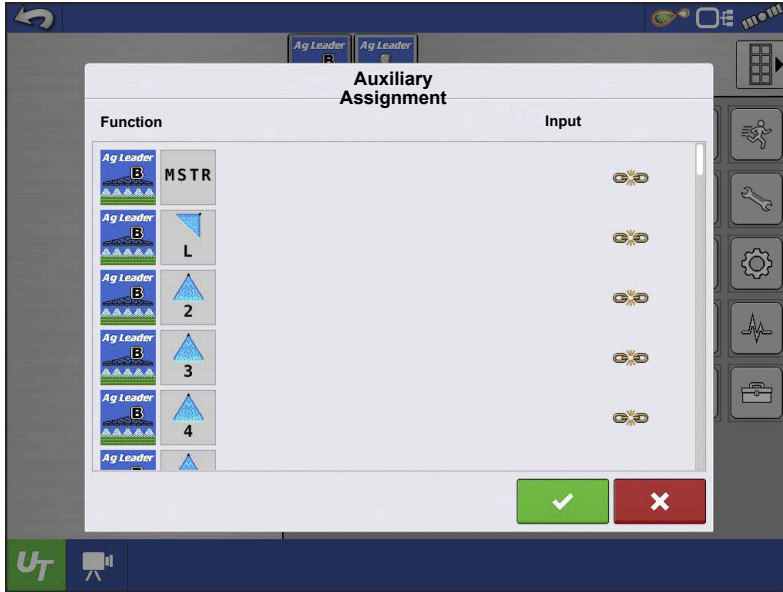 Ag Leader Ag Leader
B
Auxiliary
Assignment
Function Input
Ag Leader
B MSTR
Ag Leader
B
L
Ag Leader
B
2
Ag Leader
B
3
Ag Leader
B
4
Ag Leader
UT